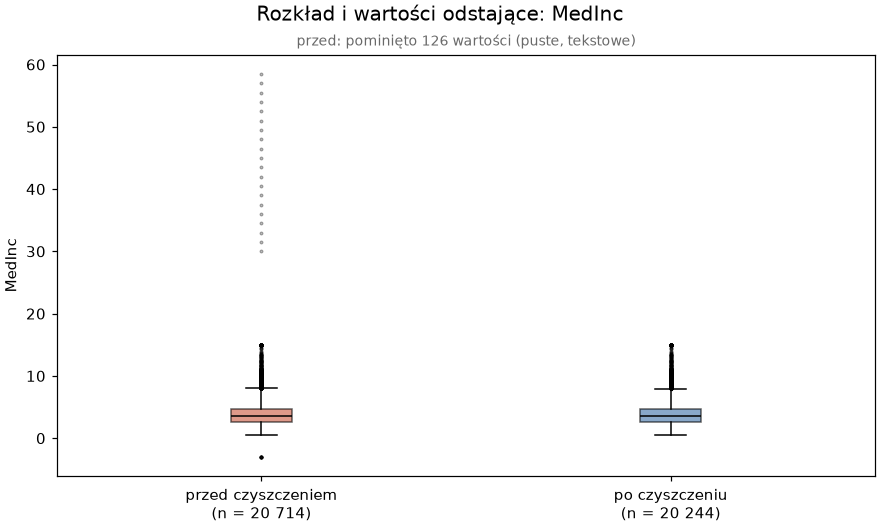 Rozkład i wartości odstające: MedInc
przed: pominięto 126 wartości (puste, tekstowe)
60
50
40
30
20
10
0
MedInc
przed czyszczeniem
(n = 20 714)
po czyszczeniu
(n = 20 244)